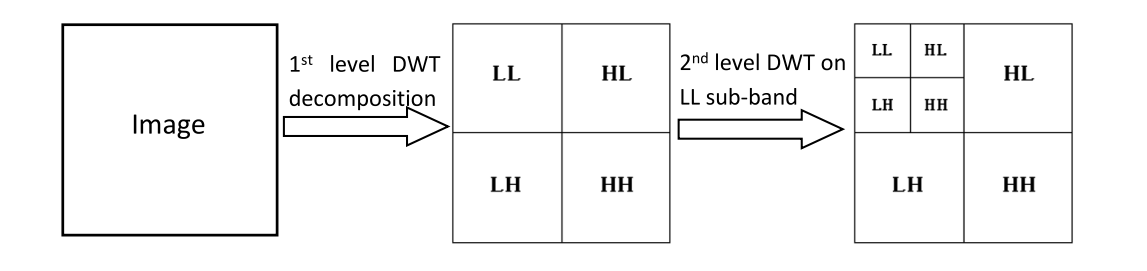 Image
1st level DWT
decomposition
LL HL
LH HH
2nd level DWT on
LL sub-band
LL HL
LH HH
HL
LH HH